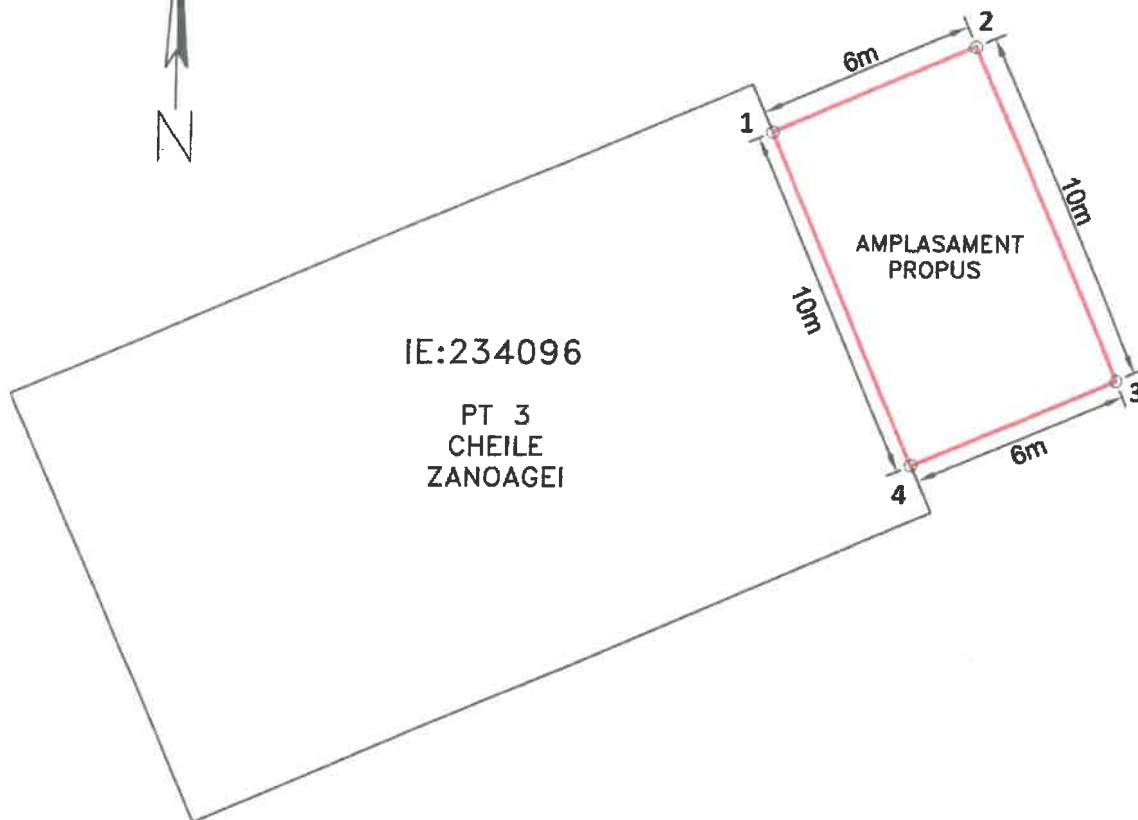 2
6m
N
1
10m
AMPLASAMENT
PROPUS
10m
IE:234096
3
PT 3
CHEILE
ZANOAGEI
6m
4